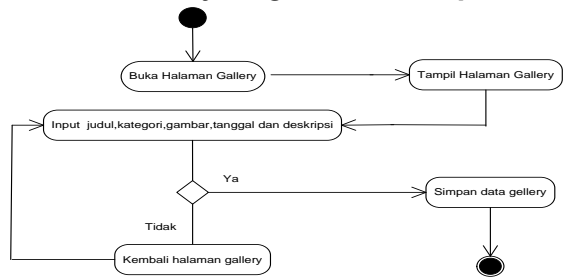 Buka Halaman Gallery
Tampil Halaman Gallery
Input judul,kategori,gambar,tanggal dan deskripsi
Ya
Simpan data gellery
Tidak
Kembali halaman gallery